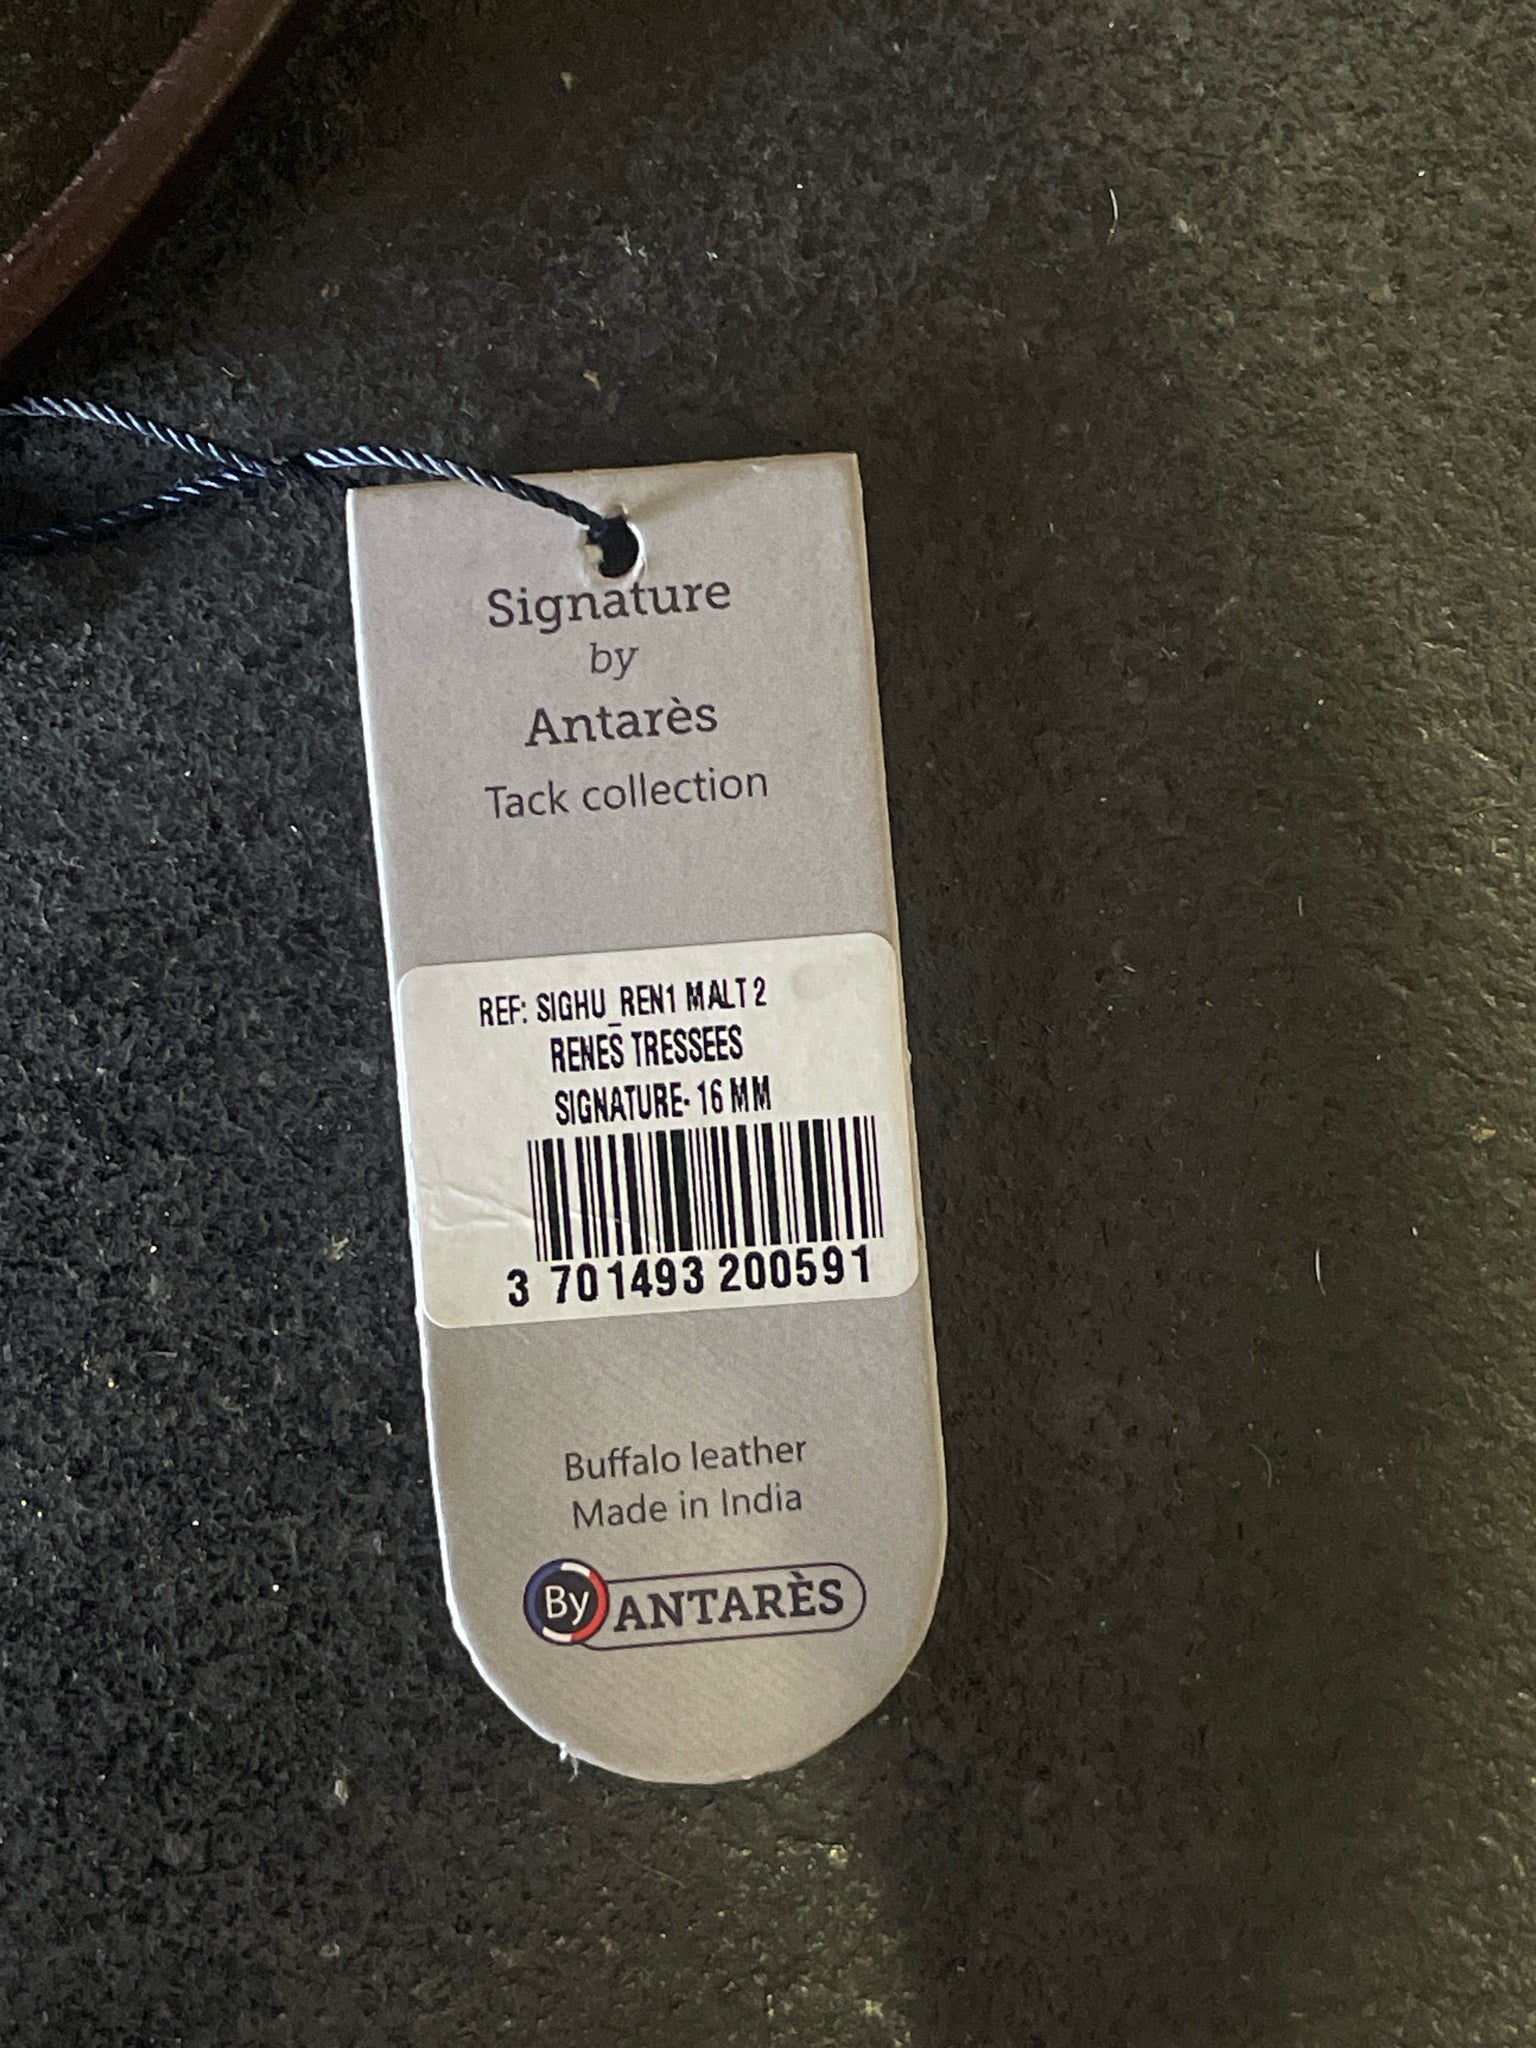 Signature
by
Antarès
Tack collection
REF: SIGHU_REN1 MALT 2
RENES TRESSEES
SIGNATURE- 16 MM
3 701493 200591
Buffalo leather
Made in India
By ANTARÈS